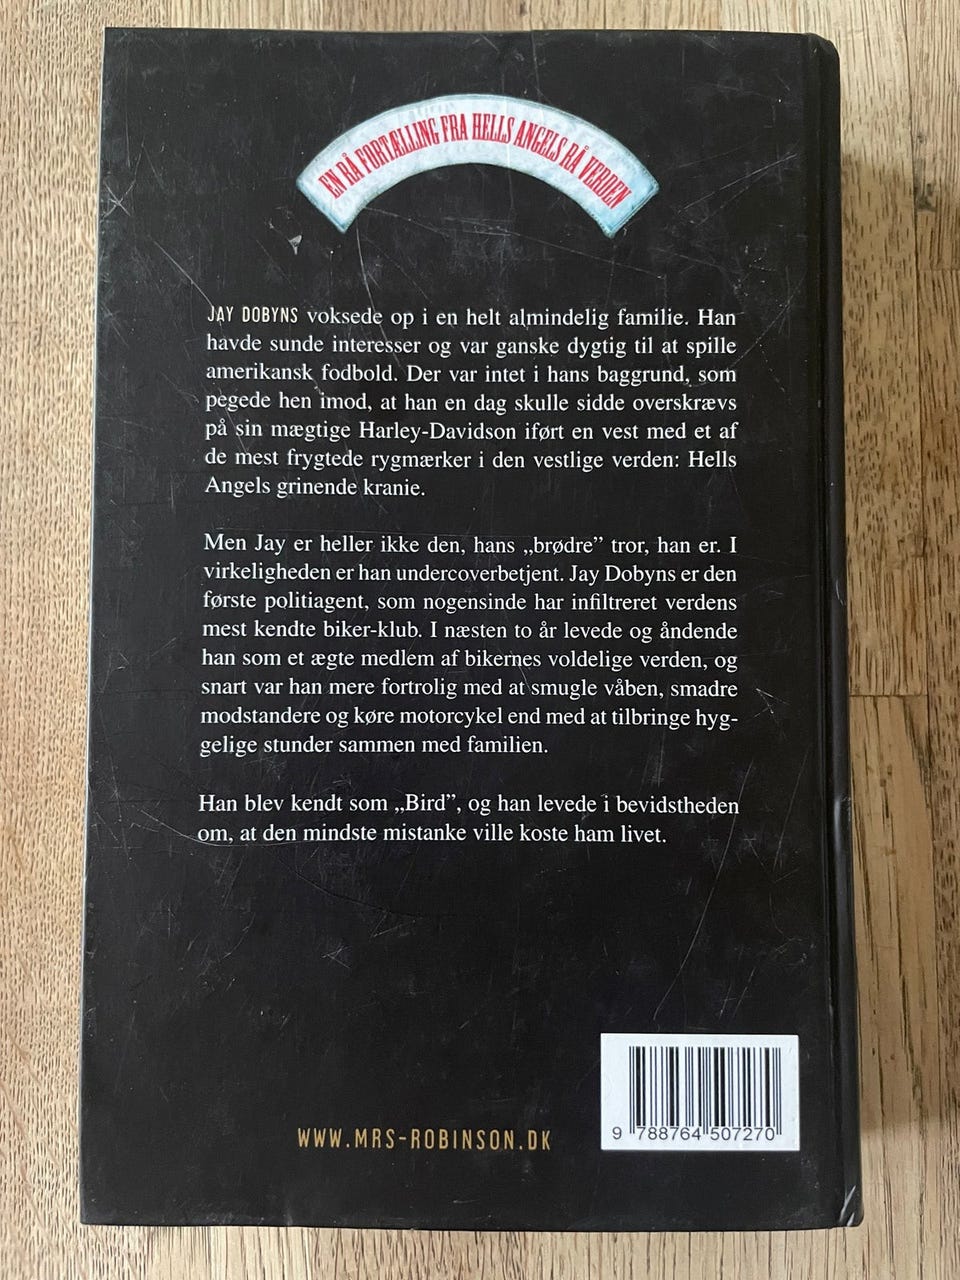 EN RÅ FORTÆLLING FRA HELLS ANGELS RÅ VERDEN
JAY DOBYNS voksede op i en helt almindelig familie. Han
havde sunde interesser og var ganske dygtig til at spille
amerikansk fodbold. Der var intet i hans baggrund, som
pegede hen imod, at han en dag skulle sidde overskrævs
på sin mægtige Harley-Davidson iført en vest med et af
de mest frygtede rygmærker i den vestlige verden: Hells
Angels grinende kranie.
Men Jay er heller ikke den, hans „brødre” tror, han er. I
virkeligheden er han undercoverbetjent. Jay Dobyns er den
første politiagent, som nogensinde har infiltreret verdens
mest kendte biker-klub. I næsten to år levede og åndende
han som et ægte medlem af bikernes voldelige verden, og
snart var han mere fortrolig med at smugle våben, smadre
modstandere og køre motorcykel end med at tilbringe hyg-
gelige stunder sammen med familien.
Han blev kendt som „Bird”, og han levede i bevidstheden
om, at den mindste mistanke ville koste ham livet.
WWW.MRS-ROBINSON.DK
9 788764 507270